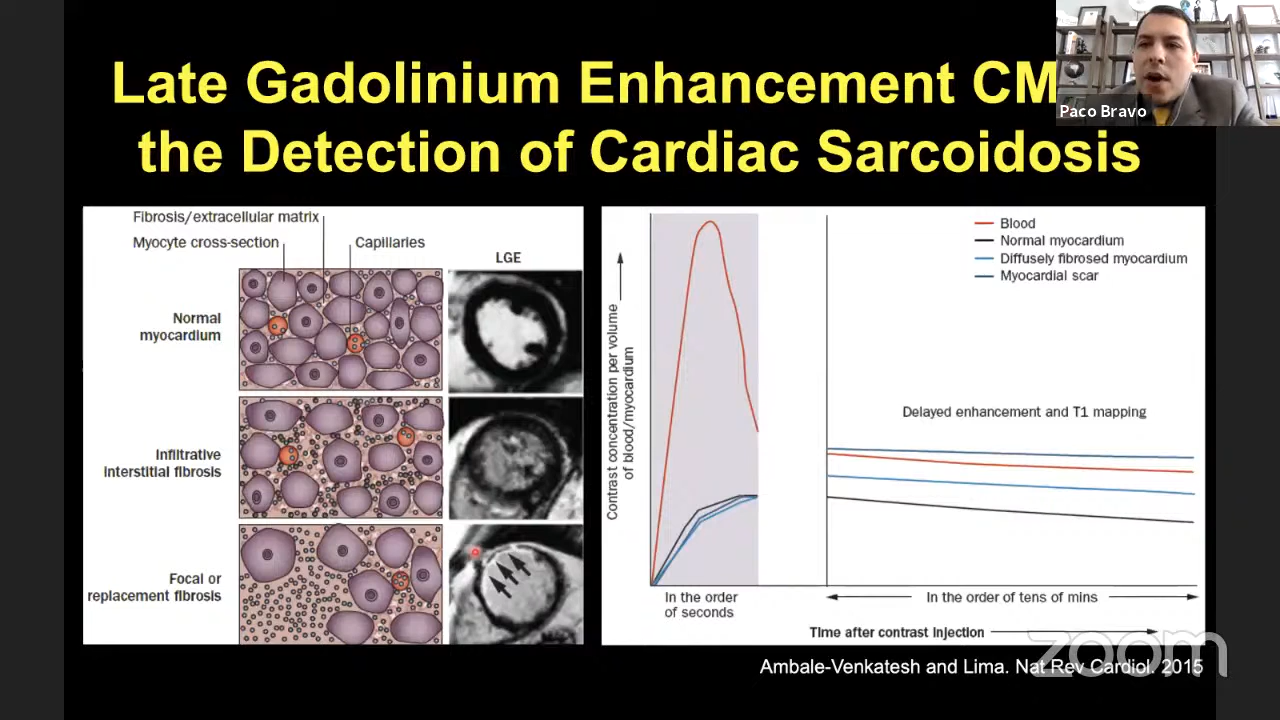 Late Gadolinium Enhancement CM
the Detection of Cardiac Sarcoidosis
Paco Bravo
Fibrosis/extracellular matrix
Myocyte cross-section
Capillaries
LGE
Normal
myocardium
Infiltrative
interstitial fibrosis
Focal or
replacement fibrosis
Contrast concentration per volume
of blood/myocardium
Blood
Normal myocardium
Diffusely fibrosed myocardium
Myocardial scar
Delayed enhancement and T1 mapping
In the order
of seconds
In the order of tens of mins
Time after contrast injection
zoom
Ambale-Venkatesh and Lima. Nat Rev Cardiol. 2015